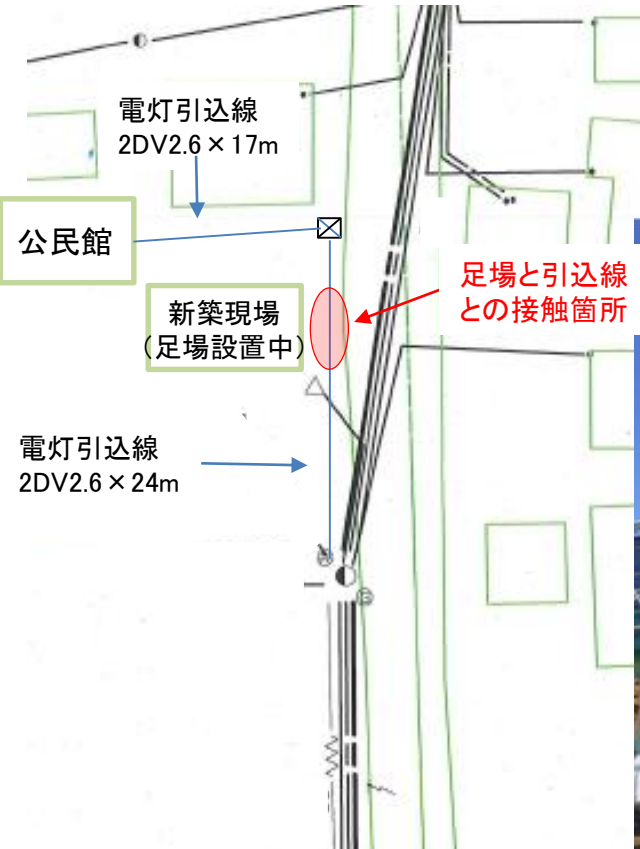 電灯引込線
2DV2.6×17m
公民館
足場と引込線
との接触箇所
新築現場
(足場設置中)
電灯引込線
2DV2.6×24m